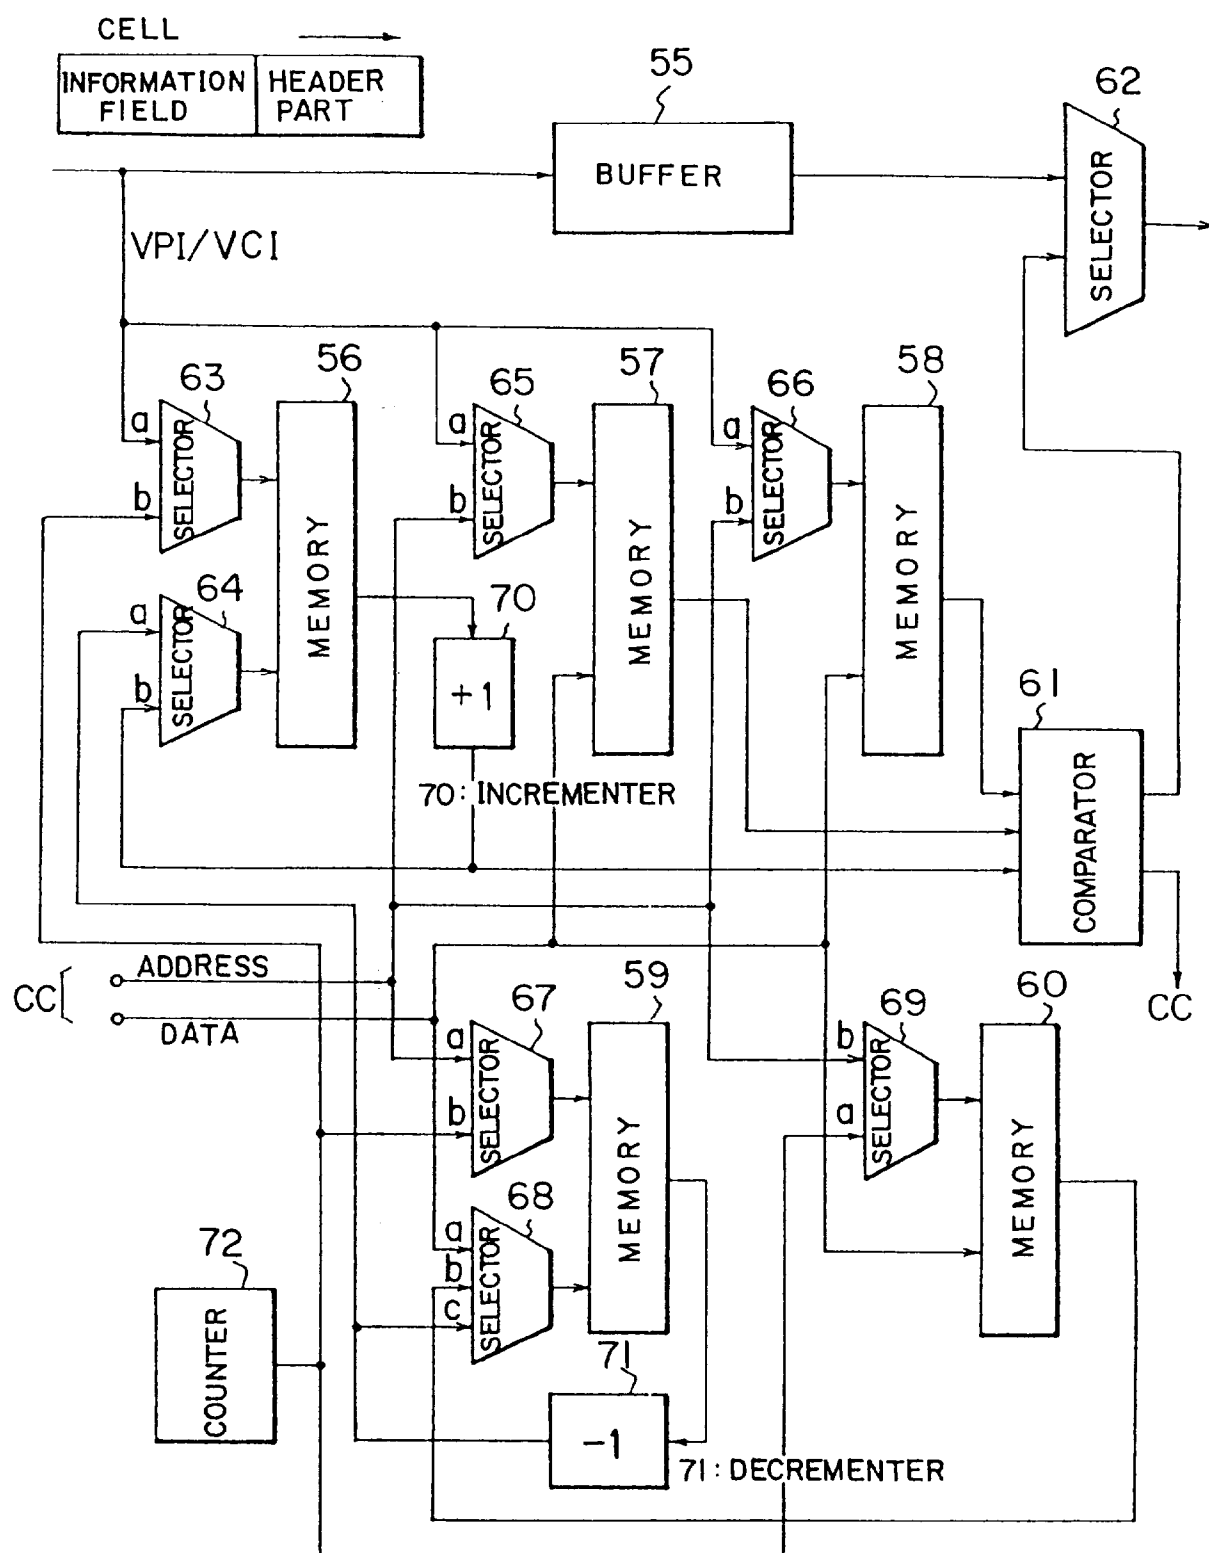 CELL
INFORMATION FIELD
HEADER PART
55
BUFFER
62
SELECTOR
VPI/VCI
63
a
b
SELECTOR
56
MEMORY
65
a
b
SELECTOR
57
MEMORY
66
a
b
SELECTOR
58
MEMORY
64
a
b
SELECTOR
70
+1
70: INCREMENTER
61
COMPARATOR
CC
ADDRESS
DATA
CC
67
a
b
SELECTOR
59
MEMORY
69
b
a
SELECTOR
60
MEMORY
68
a
b
c
SELECTOR
72
COUNTER
71
-1
71: DECREMENTER